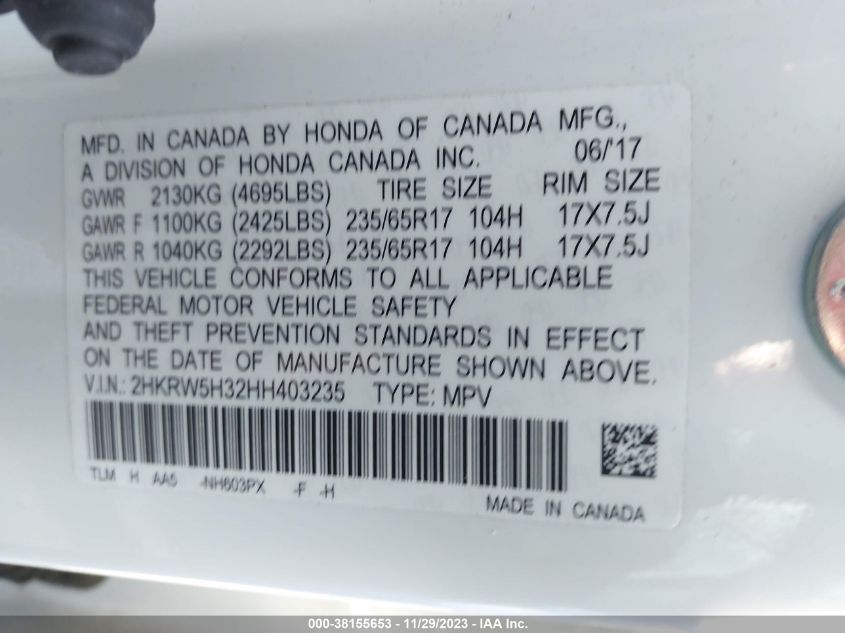 MFD. IN CANADA BY HONDA OF CANADA MFG.,
A DIVISION OF HONDA CANADA INC. 06/'17
GVWR 2130KG (4695LBS) TIRE SIZE RIM SIZE
GAWR F 1100KG (2425LBS) 235/65R17 104H 17X7.5J
GAWR R 1040KG (2292LBS) 235/65R17 104H 17X7.5J
THIS VEHICLE CONFORMS TO ALL APPLICABLE
FEDERAL MOTOR VEHICLE SAFETY
AND THEFT PREVENTION STANDARDS IN EFFECT
ON THE DATE OF MANUFACTURE SHOWN ABOVE.
V.I.N.: 2HKRW5H32HH403235 TYPE: MPV
TLM H AA5 -NH603PX -F -H
MADE IN CANADA
000-38155653 - 11/29/2023 - IAA Inc.